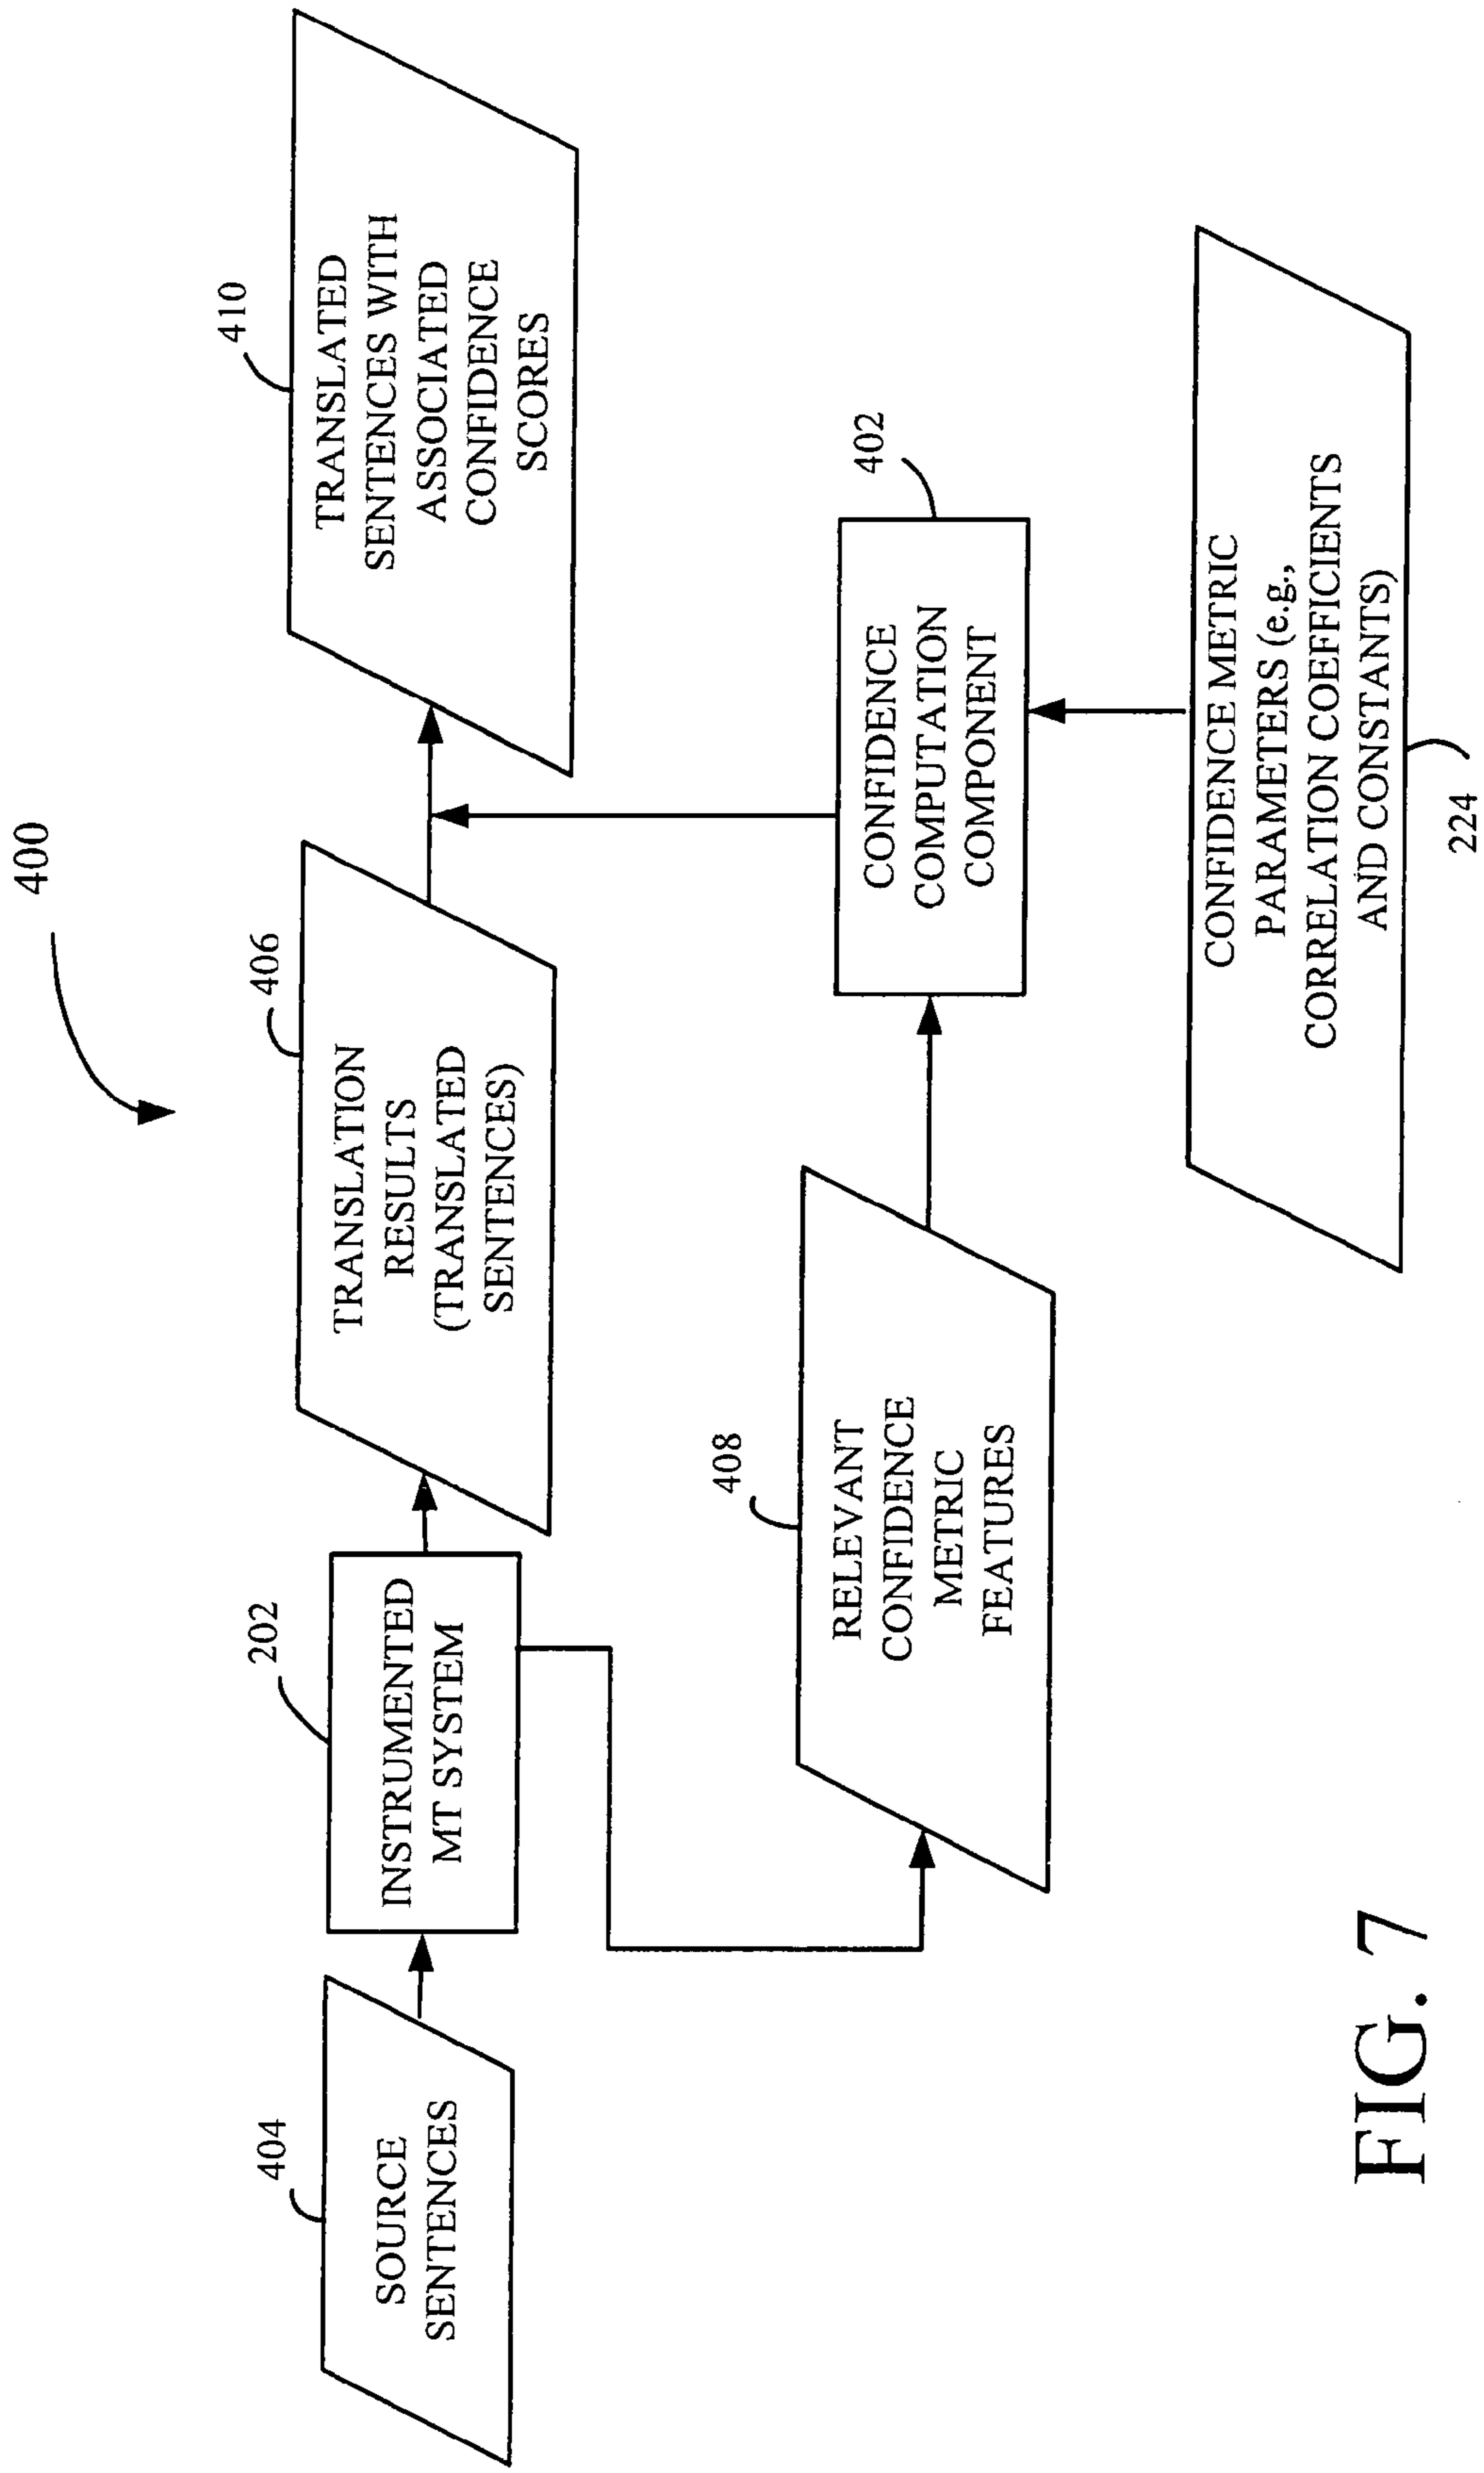 400
404
SOURCE
SENTENCES
202
INSTRUMENTED
MT SYSTEM
406
TRANSLATION
RESULTS
(TRANSLATED
SENTENCES)
410
TRANSLATED
SENTENCES WITH
ASSOCIATED
CONFIDENCE
SCORES
408
RELEVANT
CONFIDENCE
METRIC
FEATURES
402
CONFIDENCE
COMPUTATION
COMPONENT
CONFIDENCE METRIC
PARAMETERS (e.g.,
CORRELATION COEFFICIENTS
AND CONSTANTS)
224
FIG. 7